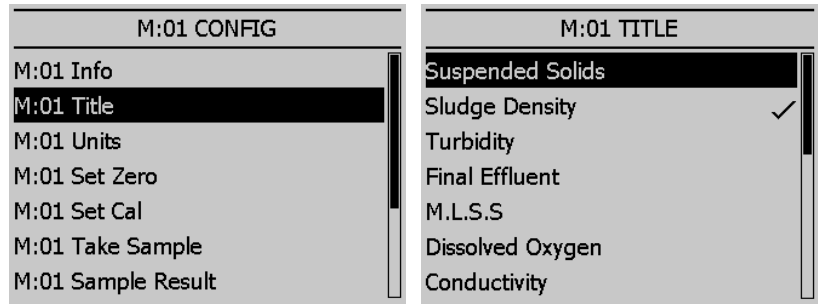 M:01 CONFIG
M:01 Info
M:01 Title
M:01 Units
M:01 Set Zero
M:01 Set Cal
M:01 Take Sample
M:01 Sample Result
M:01 TITLE
Suspended Solids
Sludge Density
Turbidity
Final Effluent
M.L.S.S
Dissolved Oxygen
Conductivity